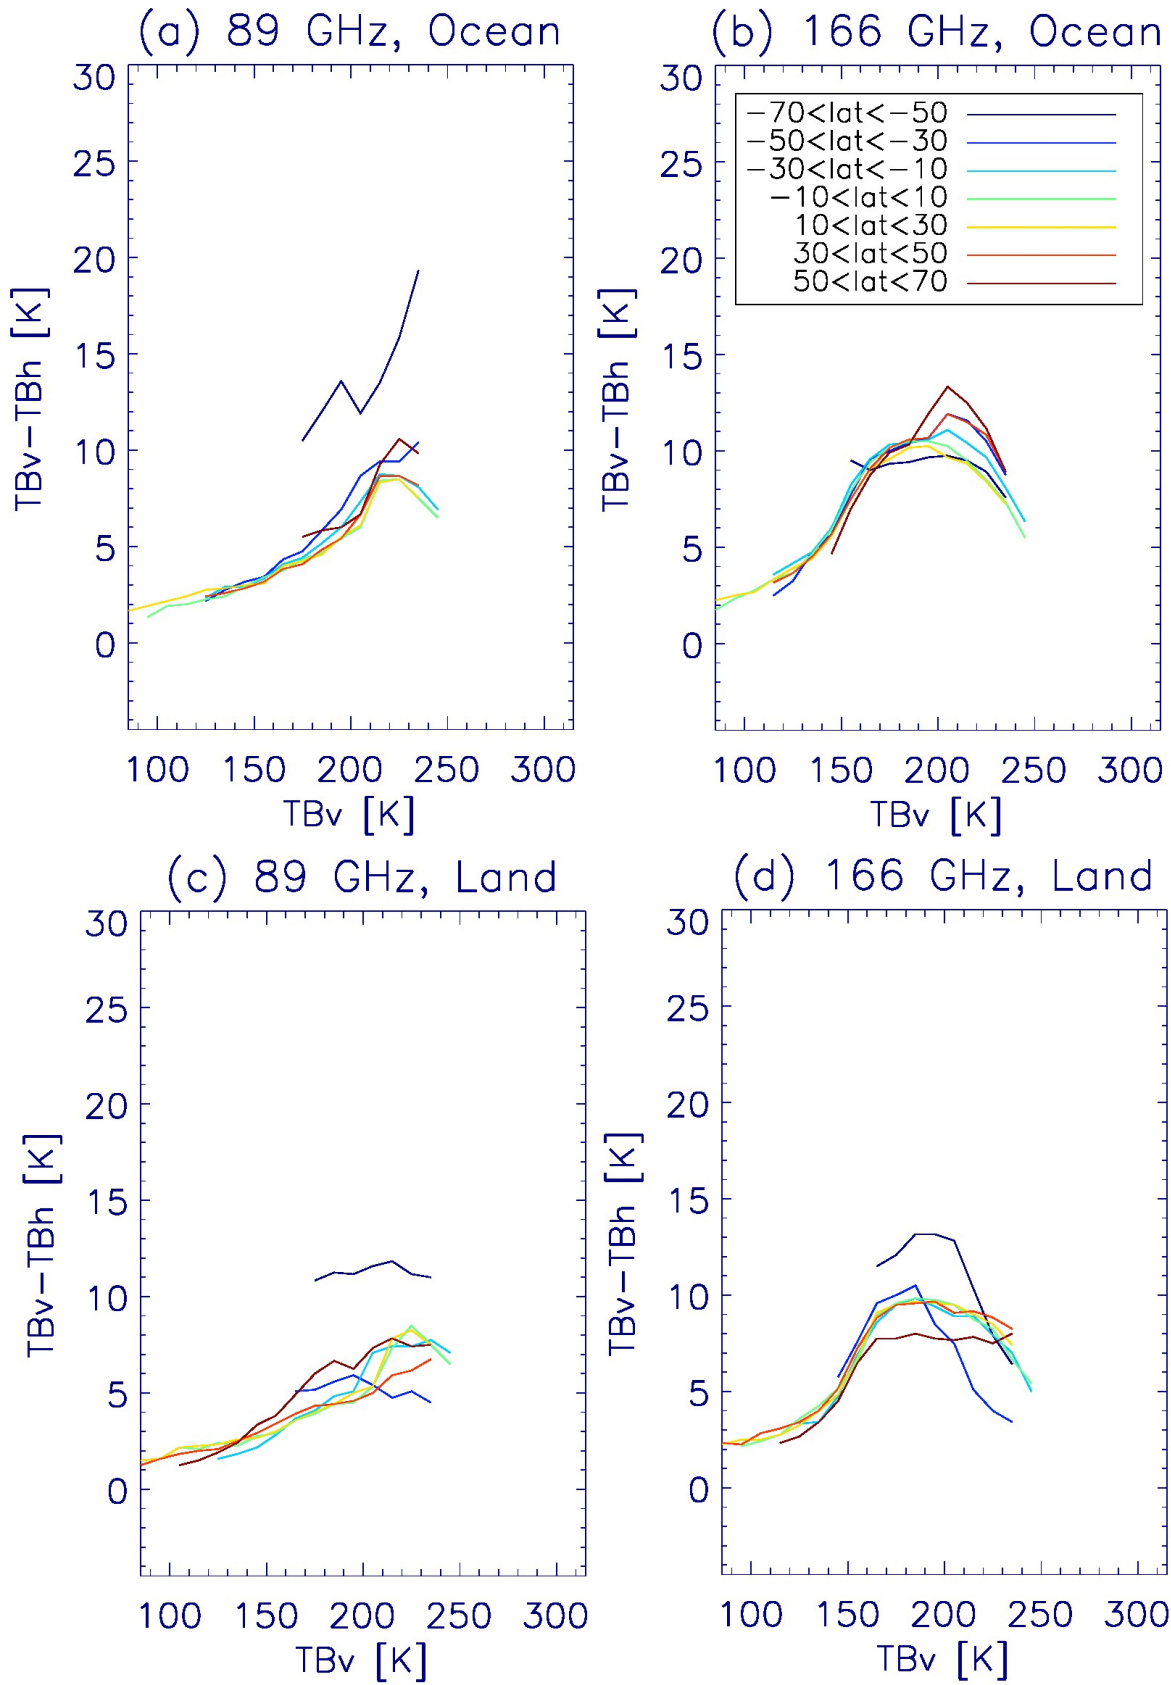 (a) 89 GHz, Ocean
30
25
20
15
10
5
0
TBv-TBh [K]
100 150 200 250 300
TBv [K]
(b) 166 GHz, Ocean
-70<lat<-50
-50<lat<-30
-30<lat<-10
-10<lat<10
10<lat<30
30<lat<50
50<lat<70
30
25
20
15
10
5
0
TBv-TBh [K]
100 150 200 250 300
TBv [K]
(c) 89 GHz, Land
30
25
20
15
10
5
0
TBv-TBh [K]
100 150 200 250 300
TBv [K]
(d) 166 GHz, Land
30
25
20
15
10
5
0
TBv-TBh [K]
100 150 200 250 300
TBv [K]